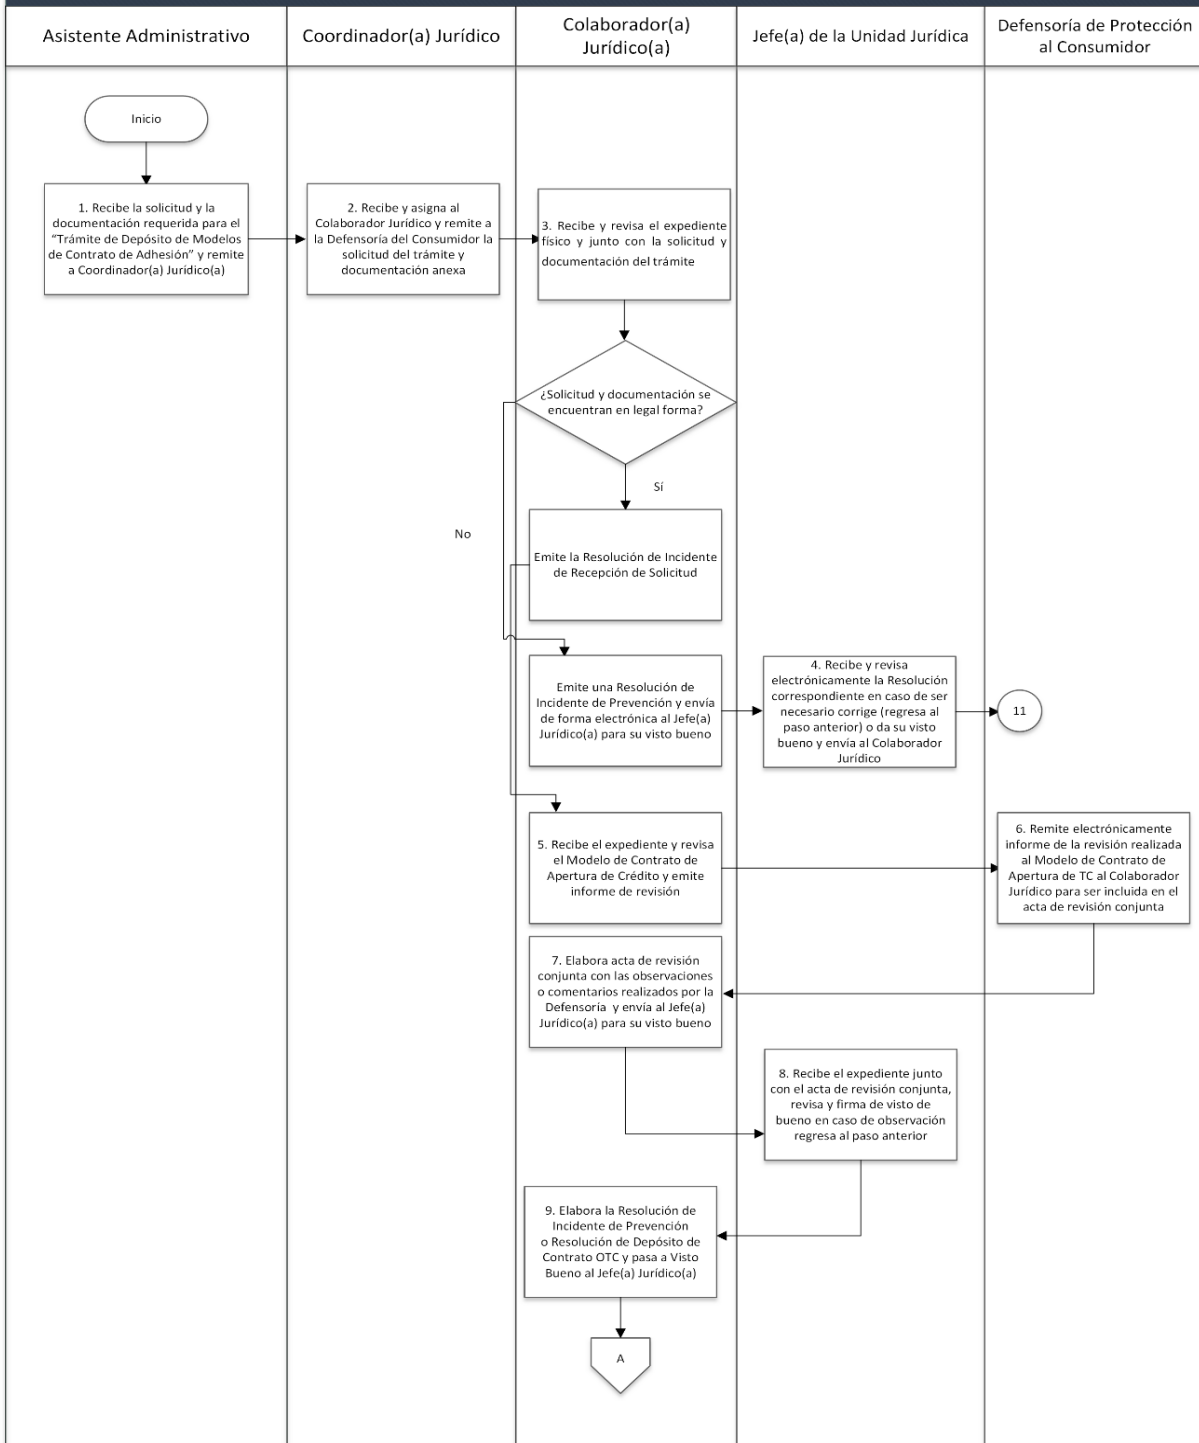 Asistente Administrativo
Coordinador(a) Jurídico
Colaborador(a)
Jurídico(a)
Jefe(a) de la Unidad Jurídica
Defensoría de Protección
al Consumidor
Inicio
1. Recibe la solicitud y la
documentación requerida para el
“Trámite de Depósito de Modelos
de Contrato de Adhesión” y remite
a Coordinador(a) Jurídico(a)
2. Recibe y asigna al
Colaborador Jurídico y remite a
la Defensoría del Consumidor la
solicitud del trámite y
documentación anexa
3. Recibe y revisa el expediente
físico y junto con la solicitud y
documentación del trámite
¿Solicitud y documentación se
encuentran en legal forma?
Sí
No
Emite la Resolución de Incidente
de Recepción de Solicitud
Emite una Resolución de
Incidente de Prevención y envía
de forma electrónica al Jefe(a)
Jurídico(a) para su visto bueno
4. Recibe y revisa
electrónicamente la Resolución
correspondiente en caso de ser
necesario corrige (regresa al
paso anterior) o da su visto
bueno y envía al Colaborador
Jurídico
11
5. Recibe el expediente y revisa
el Modelo de Contrato de
Apertura de Crédito y emite
informe de revisión
6. Remite electrónicamente
informe de la revisión realizada
al Modelo de Contrato de
Apertura de TC al Colaborador
Jurídico para ser incluida en el
acta de revisión conjunta
7. Elabora acta de revisión
conjunta con las observaciones
o comentarios realizados por la
Defensoría y envía al Jefe(a)
Jurídico(a) para su visto bueno
8. Recibe el expediente junto
con el acta de revisión conjunta,
revisa y firma de visto de
bueno en caso de observación
regresa al paso anterior
9. Elabora la Resolución de
Incidente de Prevención
o Resolución de Depósito de
Contrato OTC y pasa a Visto
Bueno al Jefe(a) Jurídico(a)
A